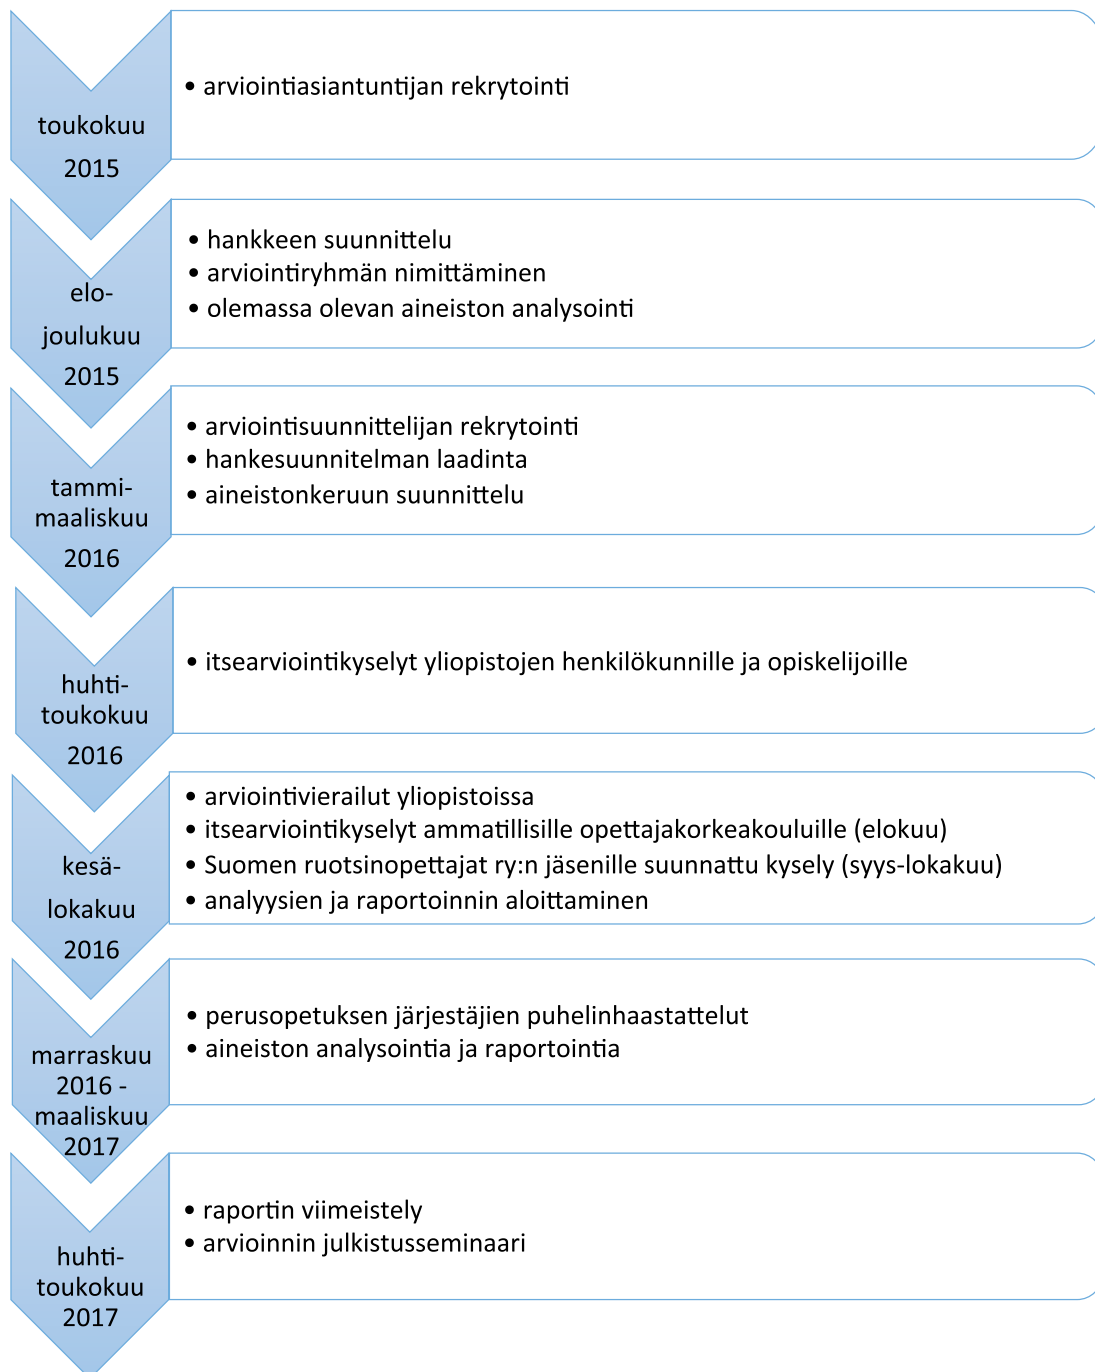 toukokuu
2015
• arviointiasiantuntijan rekrytointi
elo-
joulukuu
2015
• hankkeen suunnittelu
• arviointiryhmän nimittäminen
• olemassa olevan aineiston analysointi
tammi-
maaliskuu
2016
• arviointisuunnittelijan rekrytointi
• hankesuunnitelman laadinta
• aineistonkeruun suunnittelu
huhti-
toukokuu
2016
• itsearviointikyselyt yliopistojen henkilökunnille ja opiskelijoille
kesä-
lokakuu
2016
• arviointivierailut yliopistoissa
• itsearviointikyselyt ammatillisille opettajakorkeakouluille (elokuu)
• Suomen ruotsinopettajat ry:n jäsenille suunnattu kysely (syys-lokakuu)
• analyysien ja raportoinnin aloittaminen
marraskuu
2016 -
maaliskuu
2017
• perusopetuksen järjestäjien puhelinhaastattelut
• aineiston analysointia ja raportointia
huhti-
toukokuu
2017
• raportin viimeistely
• arvioinnin julkistusseminaari